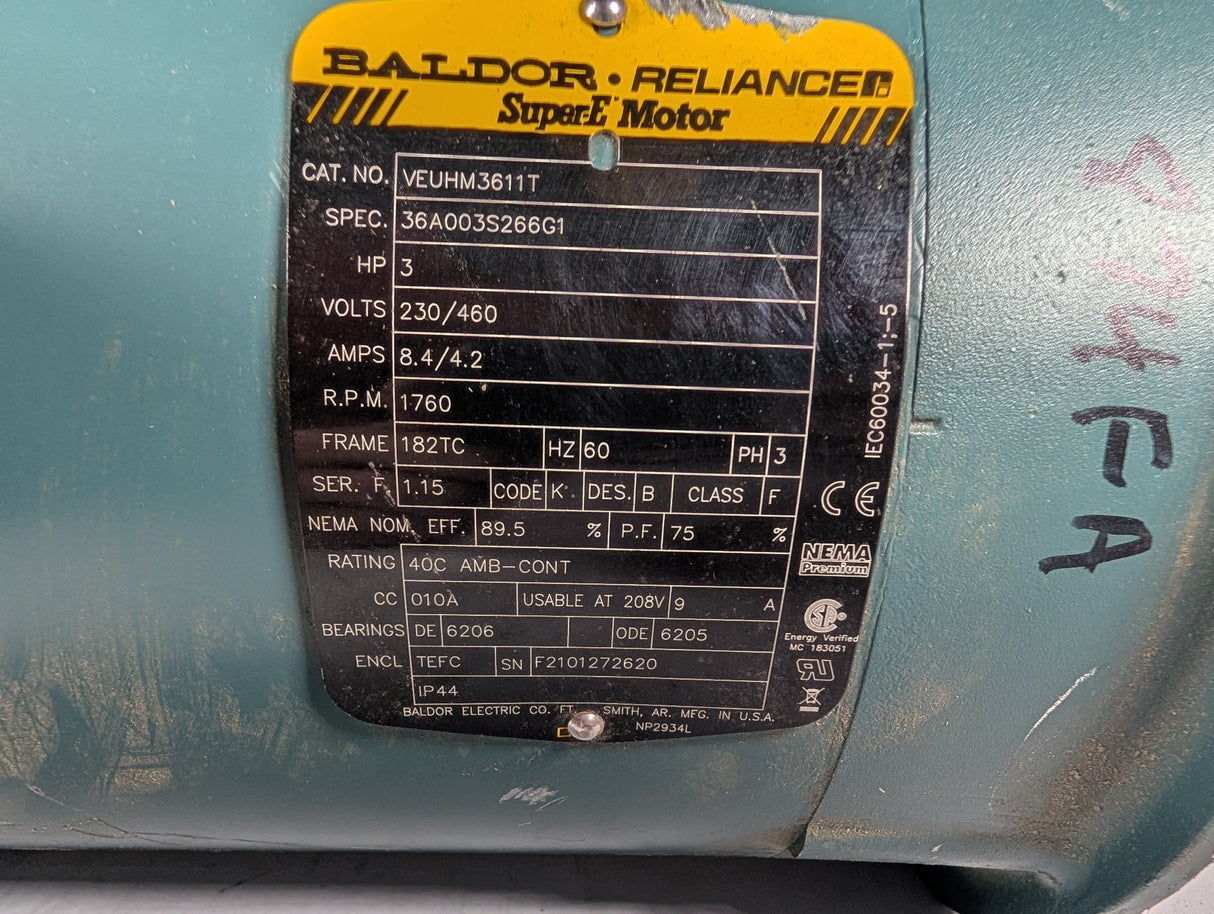 BALDOR • RELIANCE
Super-E Motor
CAT. NO. VEUHM3611T
SPEC. 36A003S266G1
HP 3
VOLTS 230/460
AMPS 8.4/4.2
R.P.M. 1760
FRAME 182TC HZ 60 PH 3
SER. F. 1.15 CODE K DES. B CLASS F
NEMA NOM. EFF. 89.5 % P.F. 75 %
RATING 40C AMB-CONT
CC 010A USABLE AT 208V 9 A
BEARINGS DE 6206 ODE 6205
ENCL TEFC SN F2101272620
IP44
BALDOR ELECTRIC CO. FT. SMITH, AR. MFG. IN U.S.A.
NP2934L
IEC60034-1;-5
CE
NEMA
Premium
Energy Verified
MC 183051